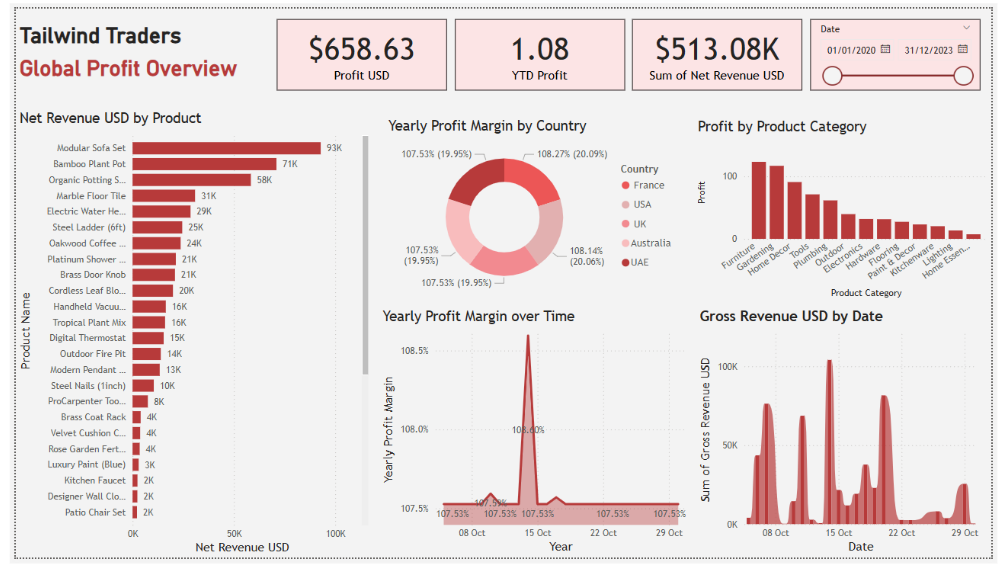 Tailwind Traders
Global Profit Overview
$658.63
Profit USD
1.08
YTD Profit
$513.08K
Sum of Net Revenue USD
Date
01/01/2020
31/12/2023
Net Revenue USD by Product
Product Name
Modular Sofa Set
93K
Bamboo Plant Pot
71K
Organic Potting S...
58K
Marble Floor Tile
31K
Electric Water He...
29K
Steel Ladder (6ft)
25K
Oakwood Coffee ...
24K
Platinum Shower ...
21K
Brass Door Knob
21K
Cordless Leaf Blo...
20K
Handheld Vacuu...
16K
Tropical Plant Mix
16K
Digital Thermostat
15K
Outdoor Fire Pit
14K
Modern Pendant ...
13K
Steel Nails (1inch)
10K
ProCarpenter Too...
8K
Brass Coat Rack
4K
Velvet Cushion C...
4K
Rose Garden Fert...
4K
Luxury Paint (Blue)
3K
Kitchen Faucet
2K
Designer Wall Clo...
2K
Patio Chair Set
2K
0K
50K
100K
Net Revenue USD
Yearly Profit Margin by Country
107.53% (19.95%)
108.27% (20.09%)
107.53%
(19.95%)
108.14%
(20.06%)
107.53% (19.95%)
Country
France
USA
UK
Australia
UAE
Profit by Product Category
Profit
100
0
Furniture
Gardening
Home Decor
Tools
Plumbing
Outdoor
Electronics
Hardware
Flooring
Paint & Decor
Kitchenware
Lighting
Home Essen...
Product Category
Yearly Profit Margin over Time
Yearly Profit Margin
108.5%
108.0%
107.5%
108.60%
107.59%
107.53%
107.53%
107.53%
107.53%
107.53%
08 Oct
15 Oct
22 Oct
29 Oct
Year
Gross Revenue USD by Date
Sum of Gross Revenue USD
100K
50K
0K
08 Oct
15 Oct
22 Oct
29 Oct
Date